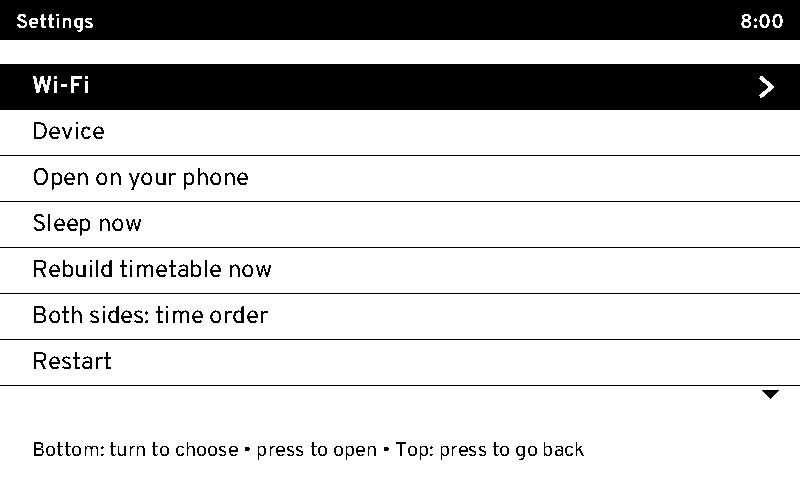 Settings 8:00
Wi-Fi
Device
Open on your phone
Sleep now
Rebuild timetable now
Both sides: time order
Restart
Bottom: turn to choose • press to open • Top: press to go back